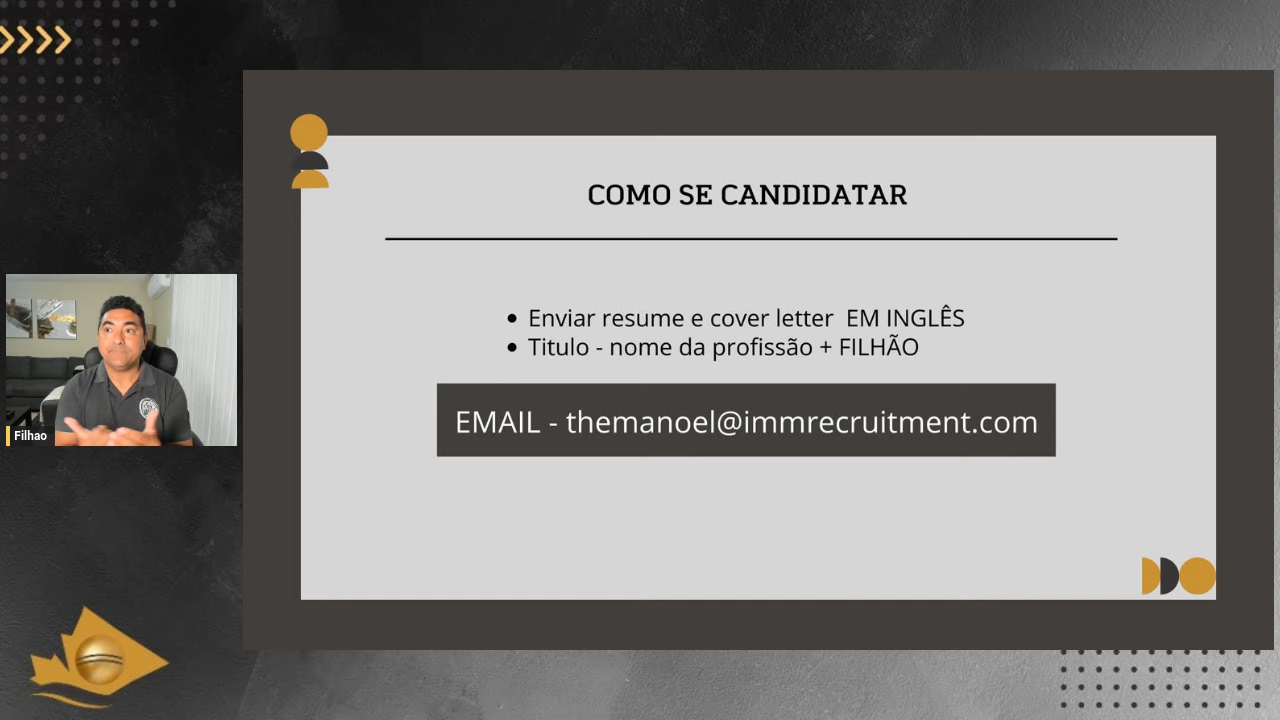 COMO SE CANDIDATAR
Enviar resume e cover letter EM INGLÊS
Titulo - nome da profissão + FILHÃO
EMAIL - themanoel@immrecruitment.com
Filhao